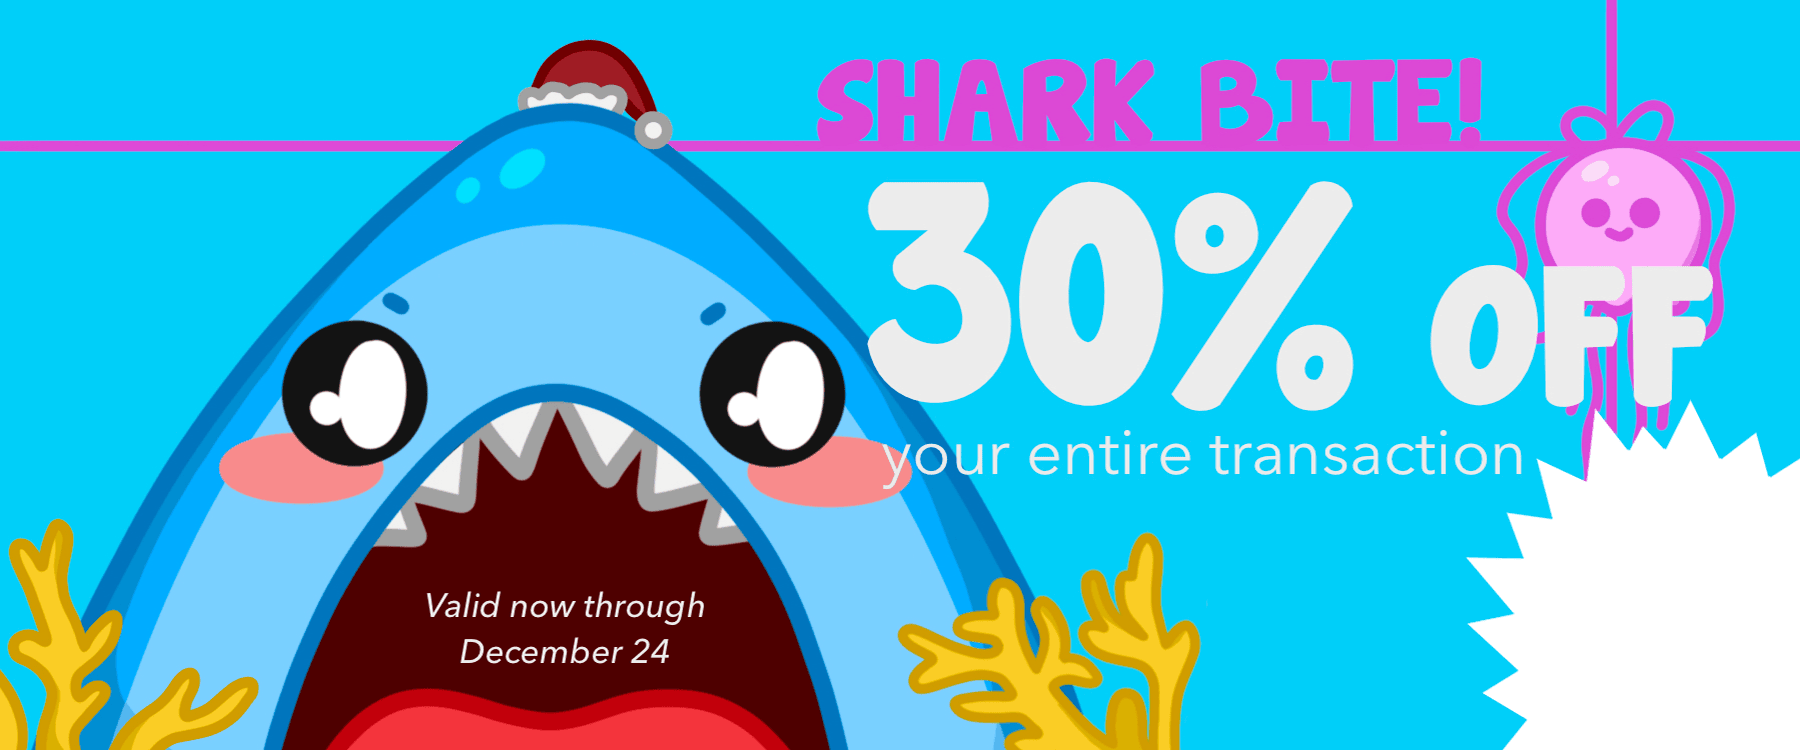 SHARK BITE!
30% OFF
your entire transaction
Valid now through
December 24